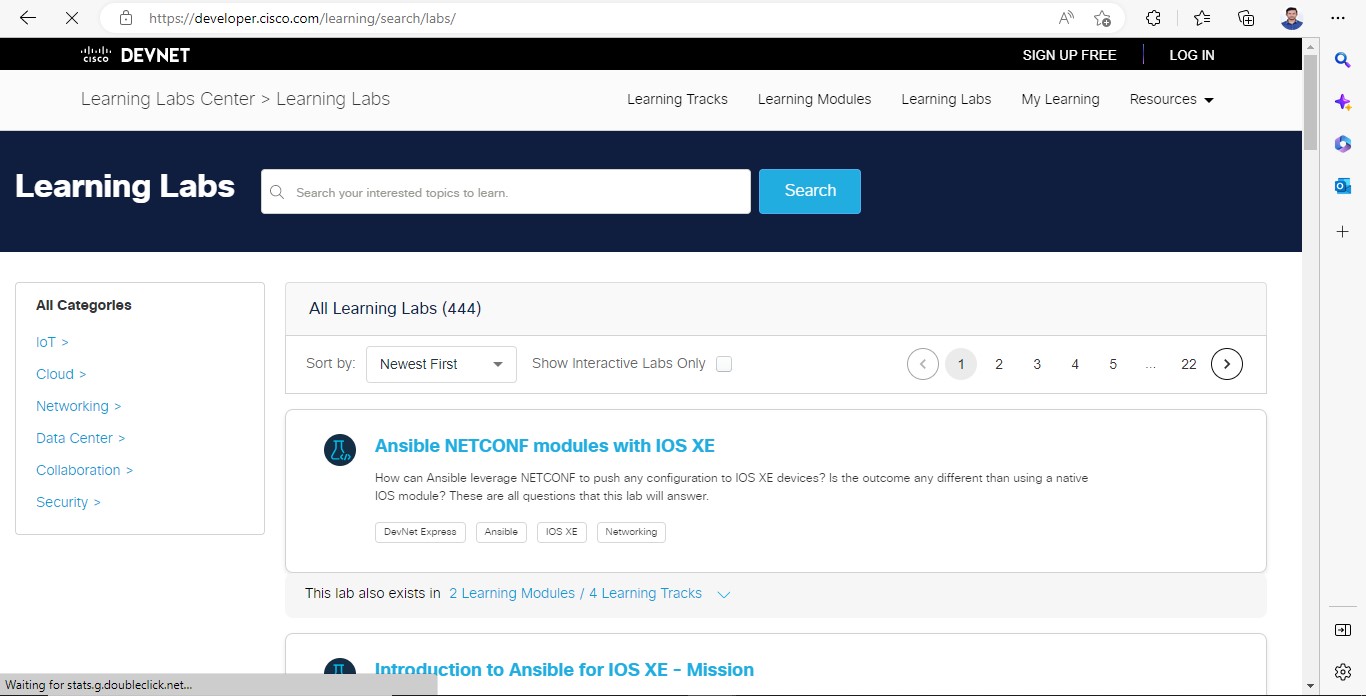 https://developer.cisco.com/learning/search/labs/
CISCO DEVNET
SIGN UP FREE LOG IN
Learning Labs Center > Learning Labs
Learning Tracks Learning Modules Learning Labs My Learning Resources
Learning Labs
Search your interested topics to learn.
Search
All Categories
IoT >
Cloud >
Networking >
Data Center >
Collaboration >
Security >
All Learning Labs (444)
Sort by: Newest First Show Interactive Labs Only
< 1 2 3 4 5 ... 22 >
Ansible NETCONF modules with IOS XE
How can Ansible leverage NETCONF to push any configuration to IOS XE devices? Is the outcome any different than using a native
IOS module? These are all questions that this lab will answer.
DevNet Express Ansible IOS XE Networking
This lab also exists in 2 Learning Modules / 4 Learning Tracks
Introduction to Ansible for IOS XE - Mission
Waiting for stats.g.doubleclick.net...